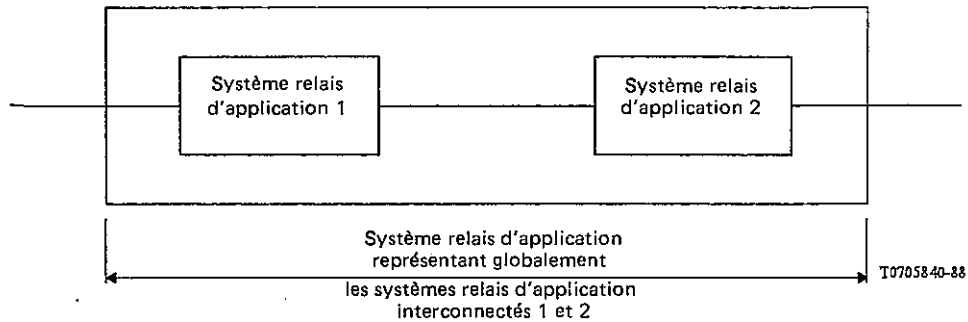 Système relais
d'application 1
Système relais
d'application 2
Système relais d'application
représentant globalement
T0705840-88
les systèmes relais d'application
interconnectés 1 et 2